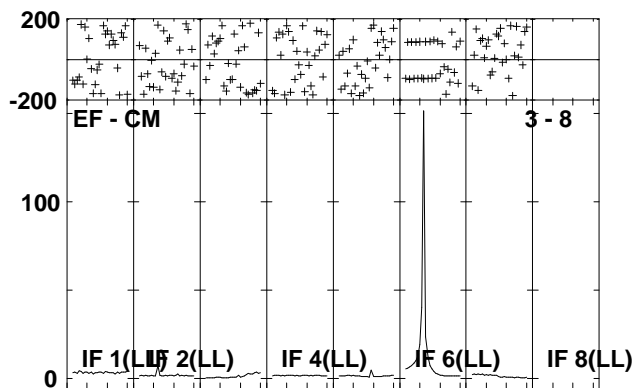 200
-200
EF - CM 3 - 8
100
IF 1(LL) IF 2(LL) IF 4(LL) IF 6(LL) IF 8(LL)
0